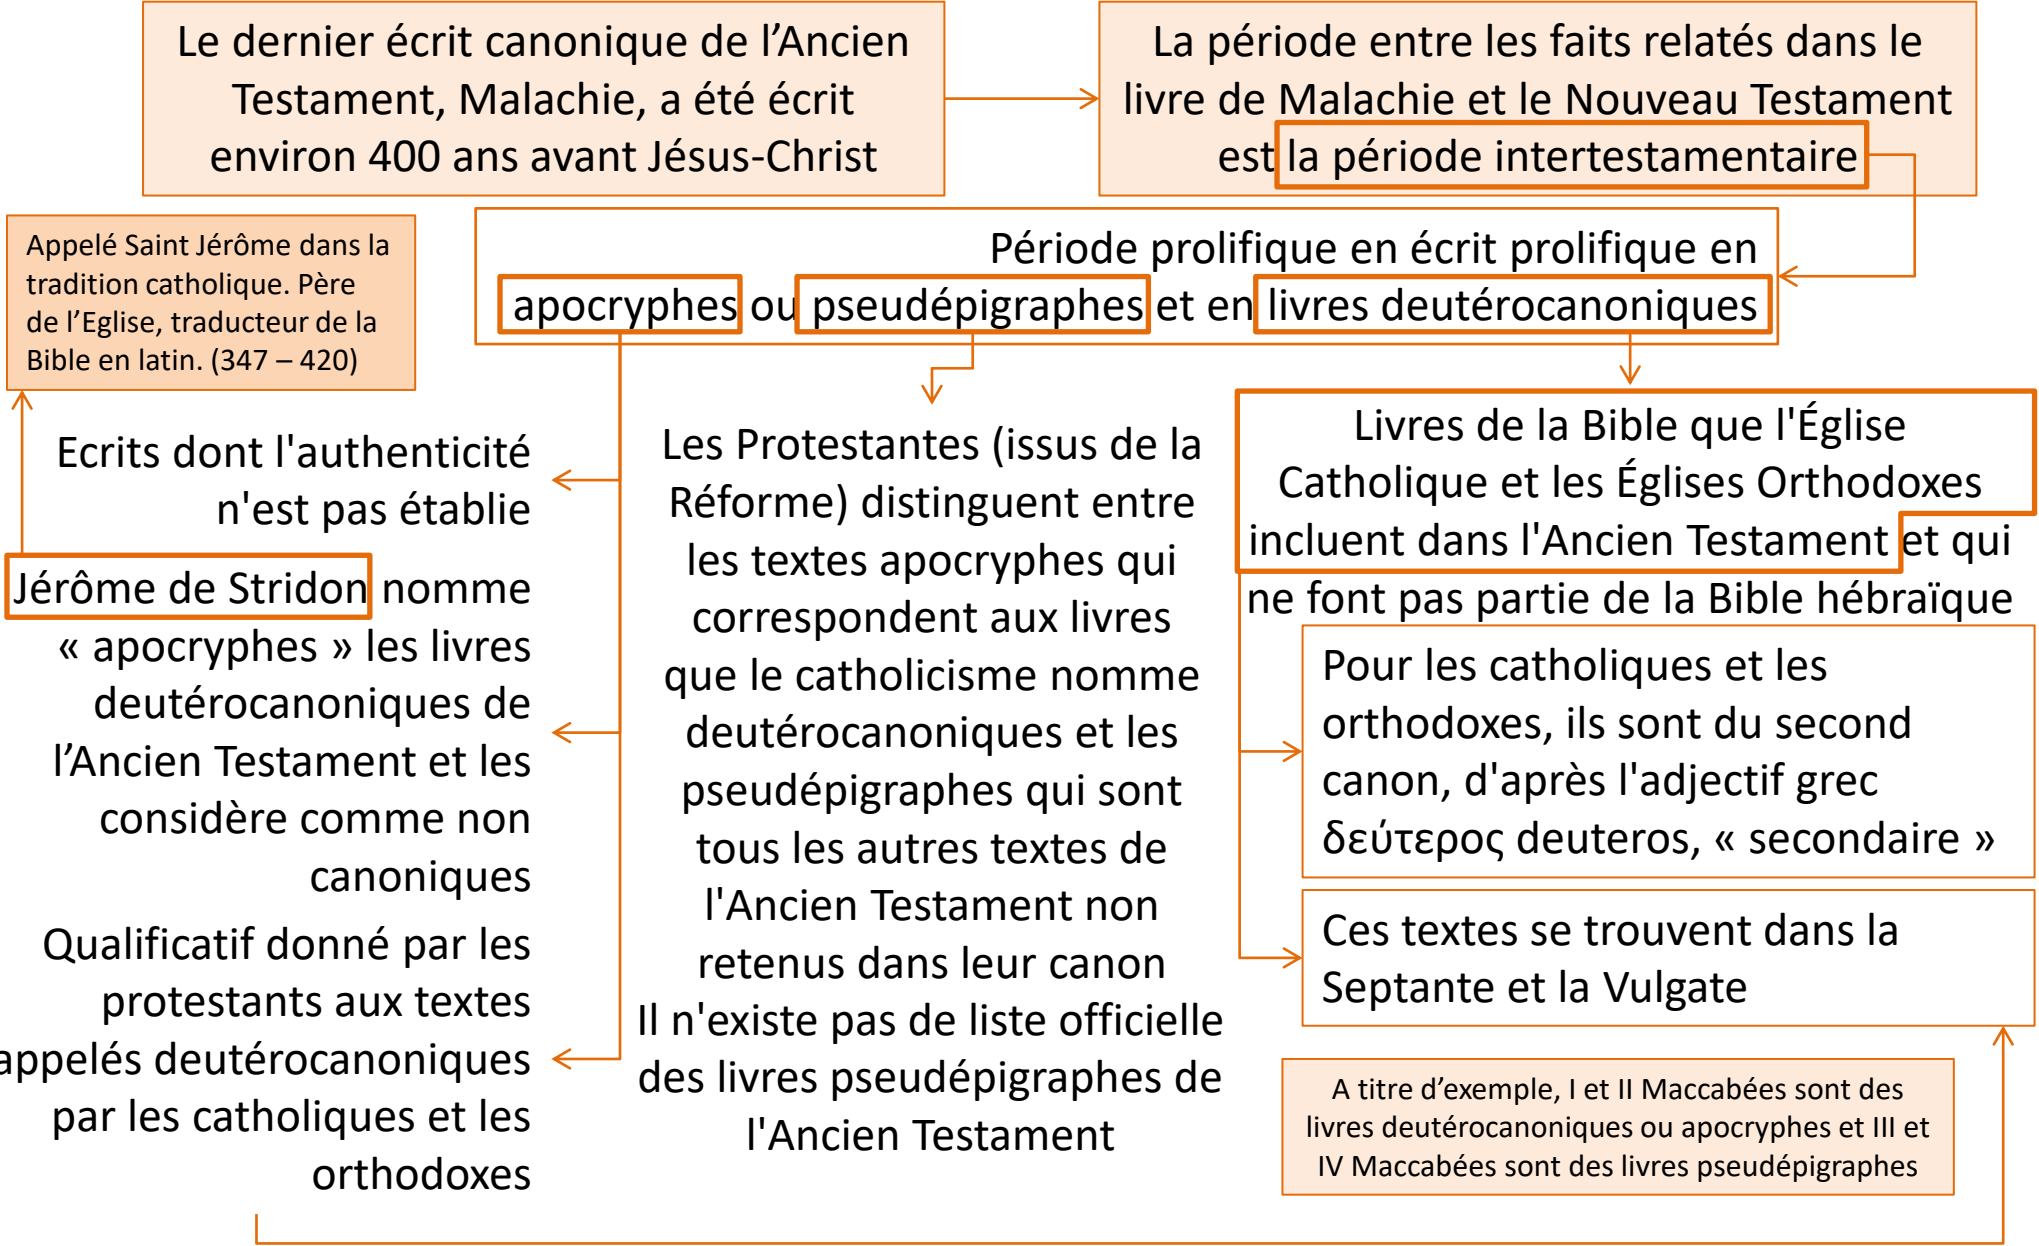 Le dernier écrit canonique de l’Ancien
Testament, Malachie, a été écrit
environ 400 ans avant Jésus-Christ
La période entre les faits relatés dans le
livre de Malachie et le Nouveau Testament
est la période intertestamentaire
Période prolifique en écrit prolifique en
apocryphes ou pseudépigraphes et en livres deutérocanoniques
Appelé Saint Jérôme dans la
tradition catholique. Père
de l’Eglise, traducteur de la
Bible en latin. (347 – 420)
Ecrits dont l'authenticité
n'est pas établie
Jérôme de Stridon nomme
« apocryphes » les livres
deutérocanoniques de
l’Ancien Testament et les
considère comme non
canoniques
Qualificatif donné par les
protestants aux textes
appelés deutérocanoniques
par les catholiques et les
orthodoxes
Les Protestantes (issus de la
Réforme) distinguent entre
les textes apocryphes qui
correspondent aux livres
que le catholicisme nomme
deutérocanoniques et les
pseudépigraphes qui sont
tous les autres textes de
l'Ancien Testament non
retenus dans leur canon
Il n'existe pas de liste officielle
des livres pseudépigraphes de
l'Ancien Testament
Livres de la Bible que l'Église
Catholique et les Églises Orthodoxes
incluent dans l'Ancien Testament et qui
ne font pas partie de la Bible hébraïque
Pour les catholiques et les
orthodoxes, ils sont du second
canon, d'après l'adjectif grec
δεύτερος deuteros, « secondaire »
Ces textes se trouvent dans la
Septante et la Vulgate
A titre d’exemple, I et II Maccabées sont des
livres deutérocanoniques ou apocryphes et III et
IV Maccabées sont des livres pseudépigraphes